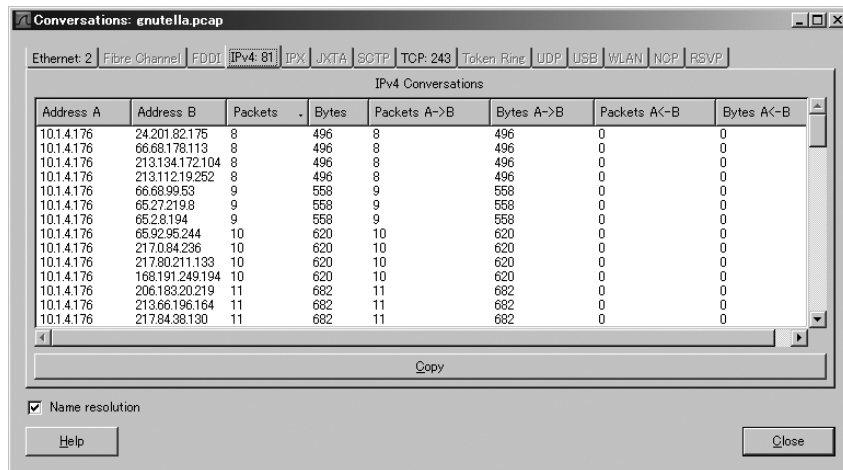 Conversations: gnutella.pcap
Ethernet: 2 Fibre Channel FDDI IPv4: 81 IPX JXTA SCTP TCP: 243 Token Ring UDP USB WLAN NCP RSVP
IPv4 Conversations
Address A Address B Packets Bytes Packets A->B Bytes A->B Packets A<-B Bytes A<-B
10.1.4.176 24.201.82.175 8 496 8 496 0 0
10.1.4.176 66.68.178.113 8 496 8 496 0 0
10.1.4.176 213.134.172.104 8 496 8 496 0 0
10.1.4.176 213.112.19.252 8 496 8 496 0 0
10.1.4.176 66.68.99.53 9 558 9 558 0 0
10.1.4.176 65.27.219.8 9 558 9 558 0 0
10.1.4.176 65.2.8.194 9 558 9 558 0 0
10.1.4.176 65.92.95.244 10 620 10 620 0 0
10.1.4.176 217.0.84.236 10 620 10 620 0 0
10.1.4.176 217.80.211.133 10 620 10 620 0 0
10.1.4.176 168.191.249.194 10 620 10 620 0 0
10.1.4.176 206.183.20.219 11 682 11 682 0 0
10.1.4.176 213.66.196.164 11 682 11 682 0 0
10.1.4.176 217.84.38.130 11 682 11 682 0 0
Copy
Name resolution
Help Close